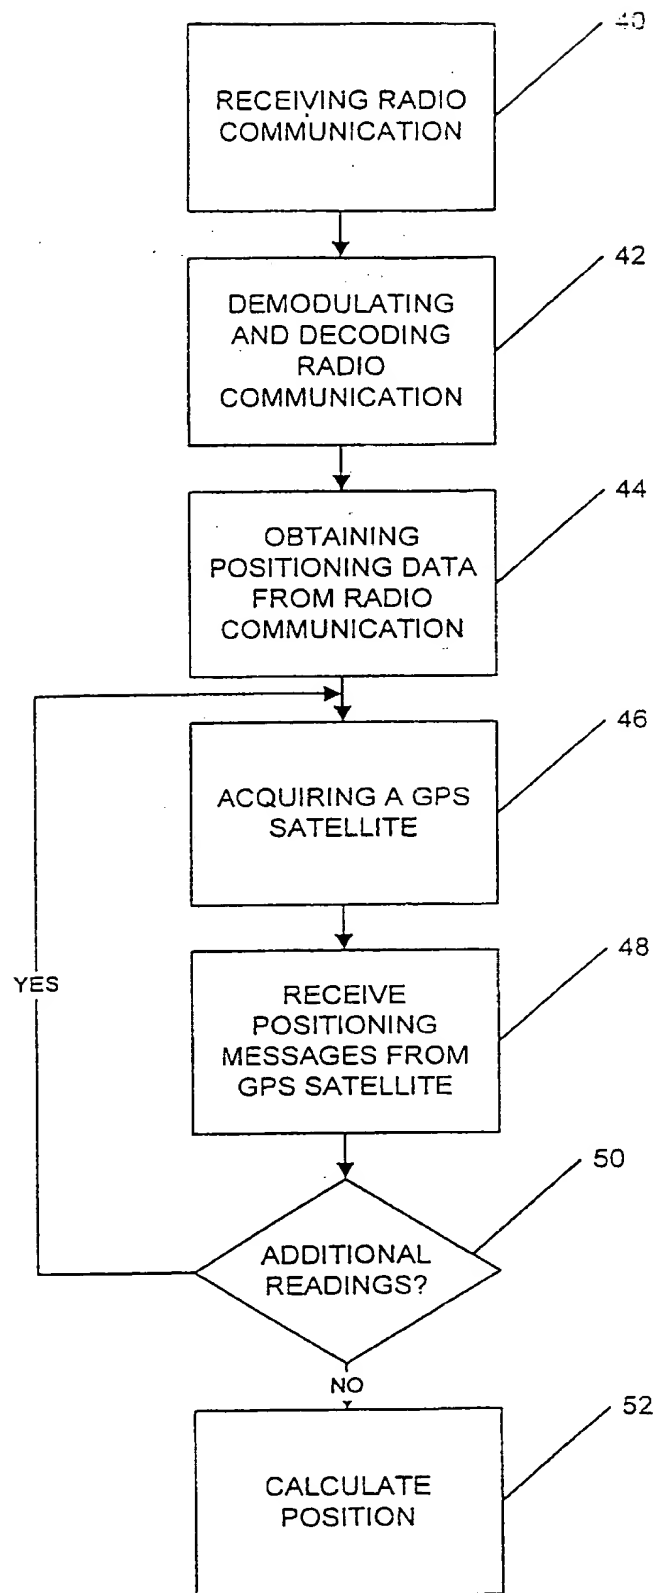 40
RECEIVING RADIO
COMMUNICATION
42
DEMODULATING
AND DECODING
RADIO
COMMUNICATION
44
OBTAINING
POSITIONING DATA
FROM RADIO
COMMUNICATION
46
ACQUIRING A GPS
SATELLITE
48
YES
RECEIVE
POSITIONING
MESSAGES FROM
GPS SATELLITE
50
ADDITIONAL
READINGS?
NO
52
CALCULATE
POSITION